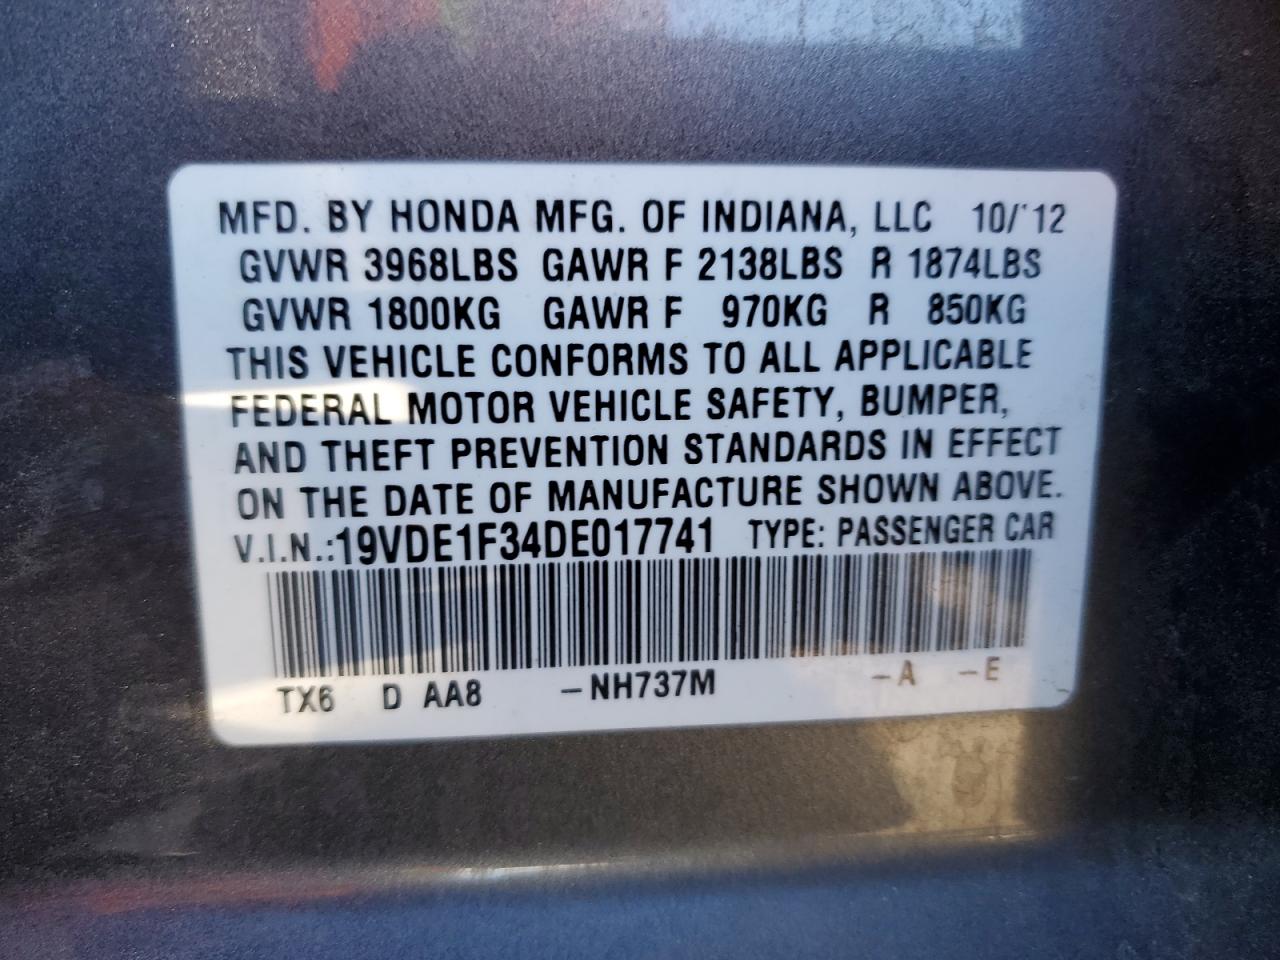 MFD. BY HONDA MFG. OF INDIANA, LLC 10/'12
GVWR 3968LBS GAWR F 2138LBS R 1874LBS
GVWR 1800KG GAWR F 970KG R 850KG
THIS VEHICLE CONFORMS TO ALL APPLICABLE
FEDERAL MOTOR VEHICLE SAFETY, BUMPER,
AND THEFT PREVENTION STANDARDS IN EFFECT
ON THE DATE OF MANUFACTURE SHOWN ABOVE.
V.I.N.:19VDE1F34DE017741 TYPE: PASSENGER CAR
TX6 D AA8 -NH737M -A -E